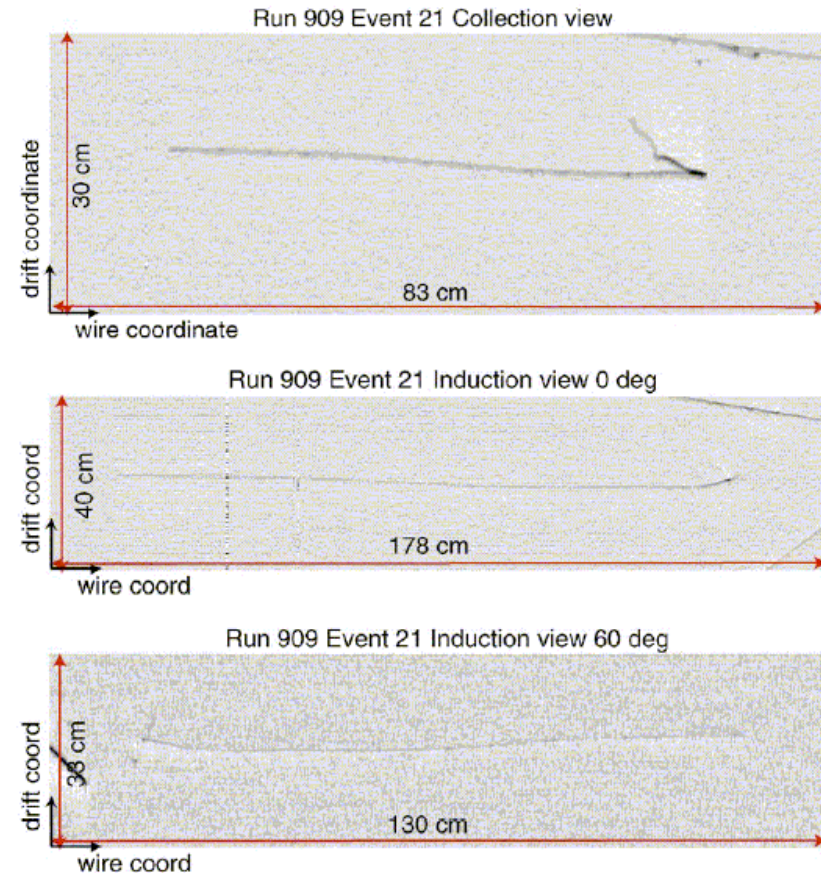 Run 909 Event 21 Collection view
30 cm
drift coordinate
83 cm
wire coordinate
Run 909 Event 21 Induction view 0 deg
40 cm
drift coord
178 cm
wire coord
Run 909 Event 21 Induction view 60 deg
33 cm
drift coord
130 cm
wire coord